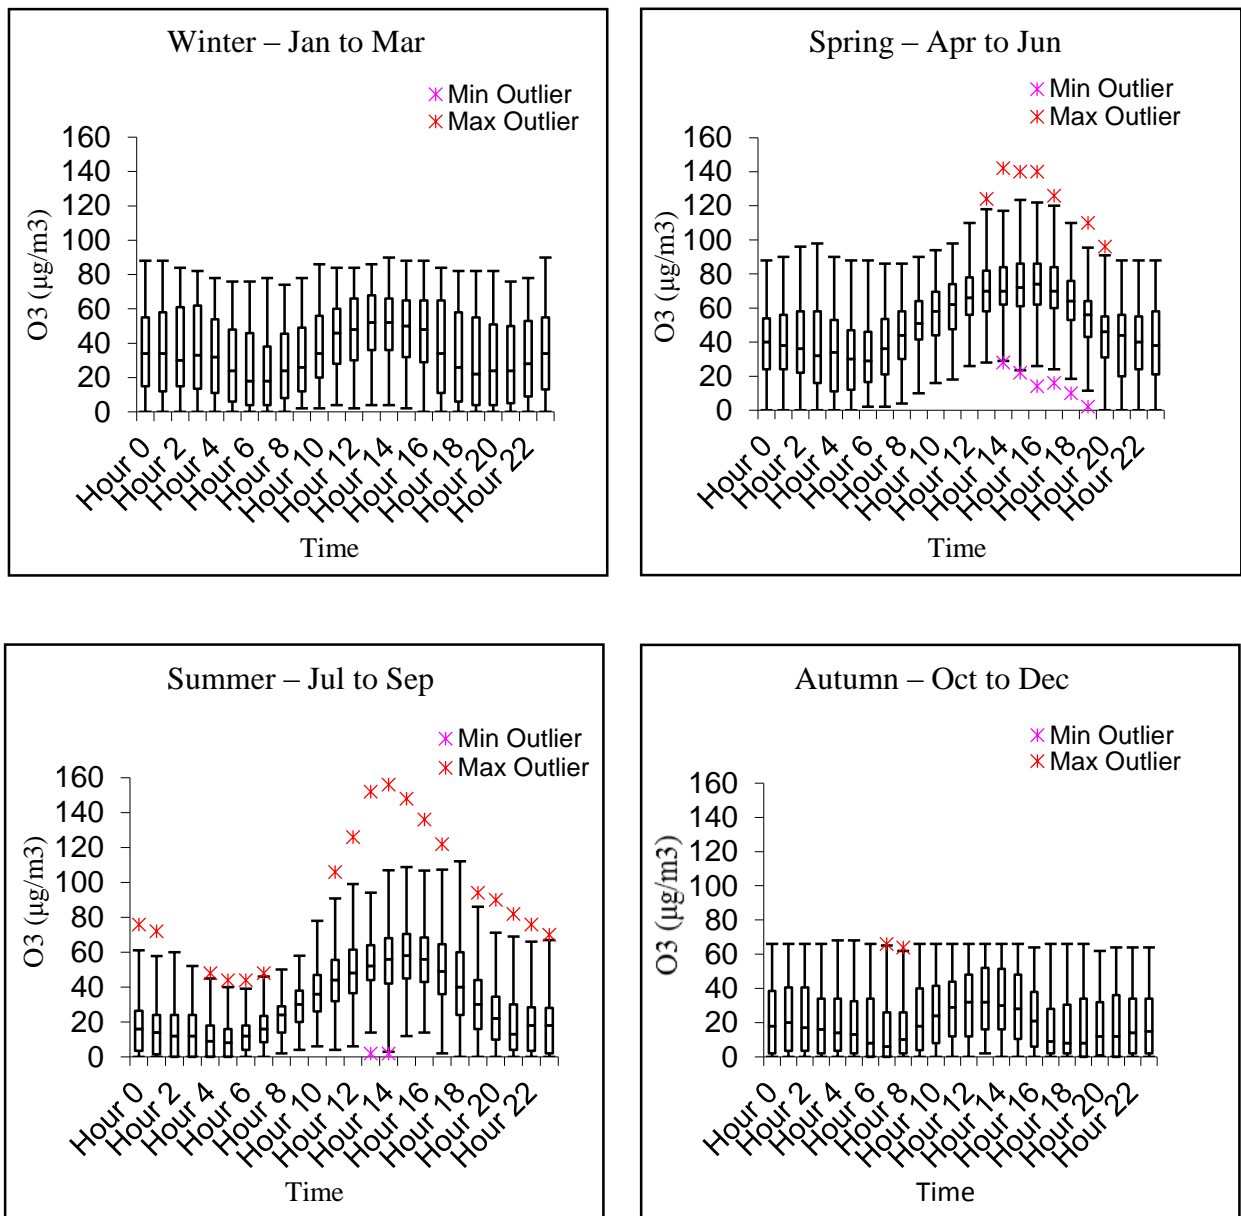 Winter – Jan to Mar
Min Outlier
Max Outlier
160
140
120
100
80
60
40
20
0
O3 (µg/m3)
Hour 0
Hour 2
Hour 4
Hour 6
Hour 8
Hour 10
Hour 12
Hour 14
Hour 16
Hour 18
Hour 20
Hour 22
Time
Spring – Apr to Jun
Min Outlier
Max Outlier
160
140
120
100
80
60
40
20
0
O3 (µg/m3)
Hour 0
Hour 2
Hour 4
Hour 6
Hour 8
Hour 10
Hour 12
Hour 14
Hour 16
Hour 18
Hour 20
Hour 22
Time
Summer – Jul to Sep
Min Outlier
Max Outlier
160
140
120
100
80
60
40
20
0
O3 (µg/m3)
Hour 0
Hour 2
Hour 4
Hour 6
Hour 8
Hour 10
Hour 12
Hour 14
Hour 16
Hour 18
Hour 20
Hour 22
Time
Autumn – Oct to Dec
Min Outlier
Max Outlier
160
140
120
100
80
60
40
20
0
O3 (µg/m3)
Hour 0
Hour 2
Hour 4
Hour 6
Hour 8
Hour 10
Hour 12
Hour 14
Hour 16
Hour 18
Hour 20
Hour 22
Time